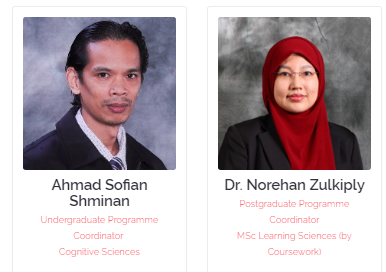 Ahmad Sofian
Shminan
Undergraduate Programme
Coordinator
Cognitive Sciences
Dr. Norehan Zulkiply
Postgraduate Programme
Coordinator
MSc Learning Sciences (by
Coursework)